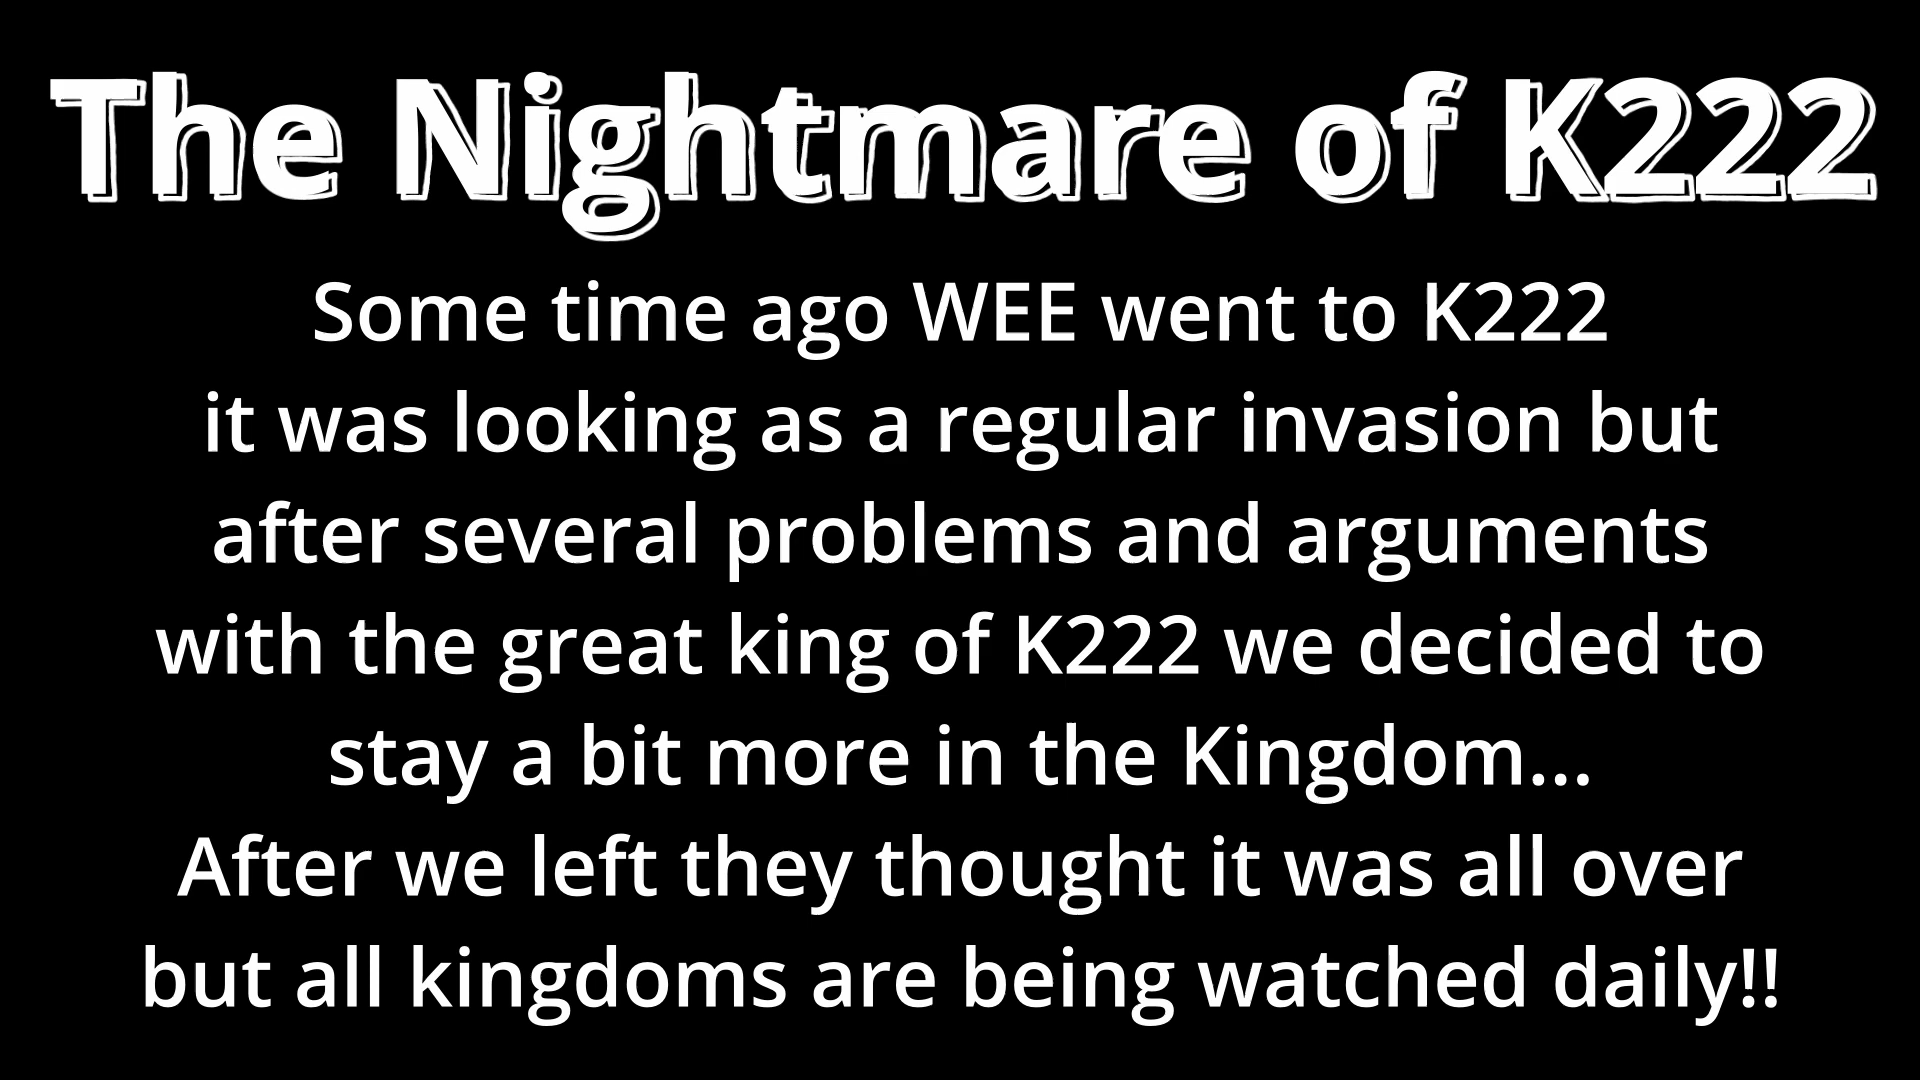 The Nightmare of K222
Some time ago WEE went to K222
it was looking as a regular invasion but
after several problems and arguments
with the great king of K222 we decided to
stay a bit more in the Kingdom...
After we left they thought it was all over
but all kingdoms are being watched daily!!